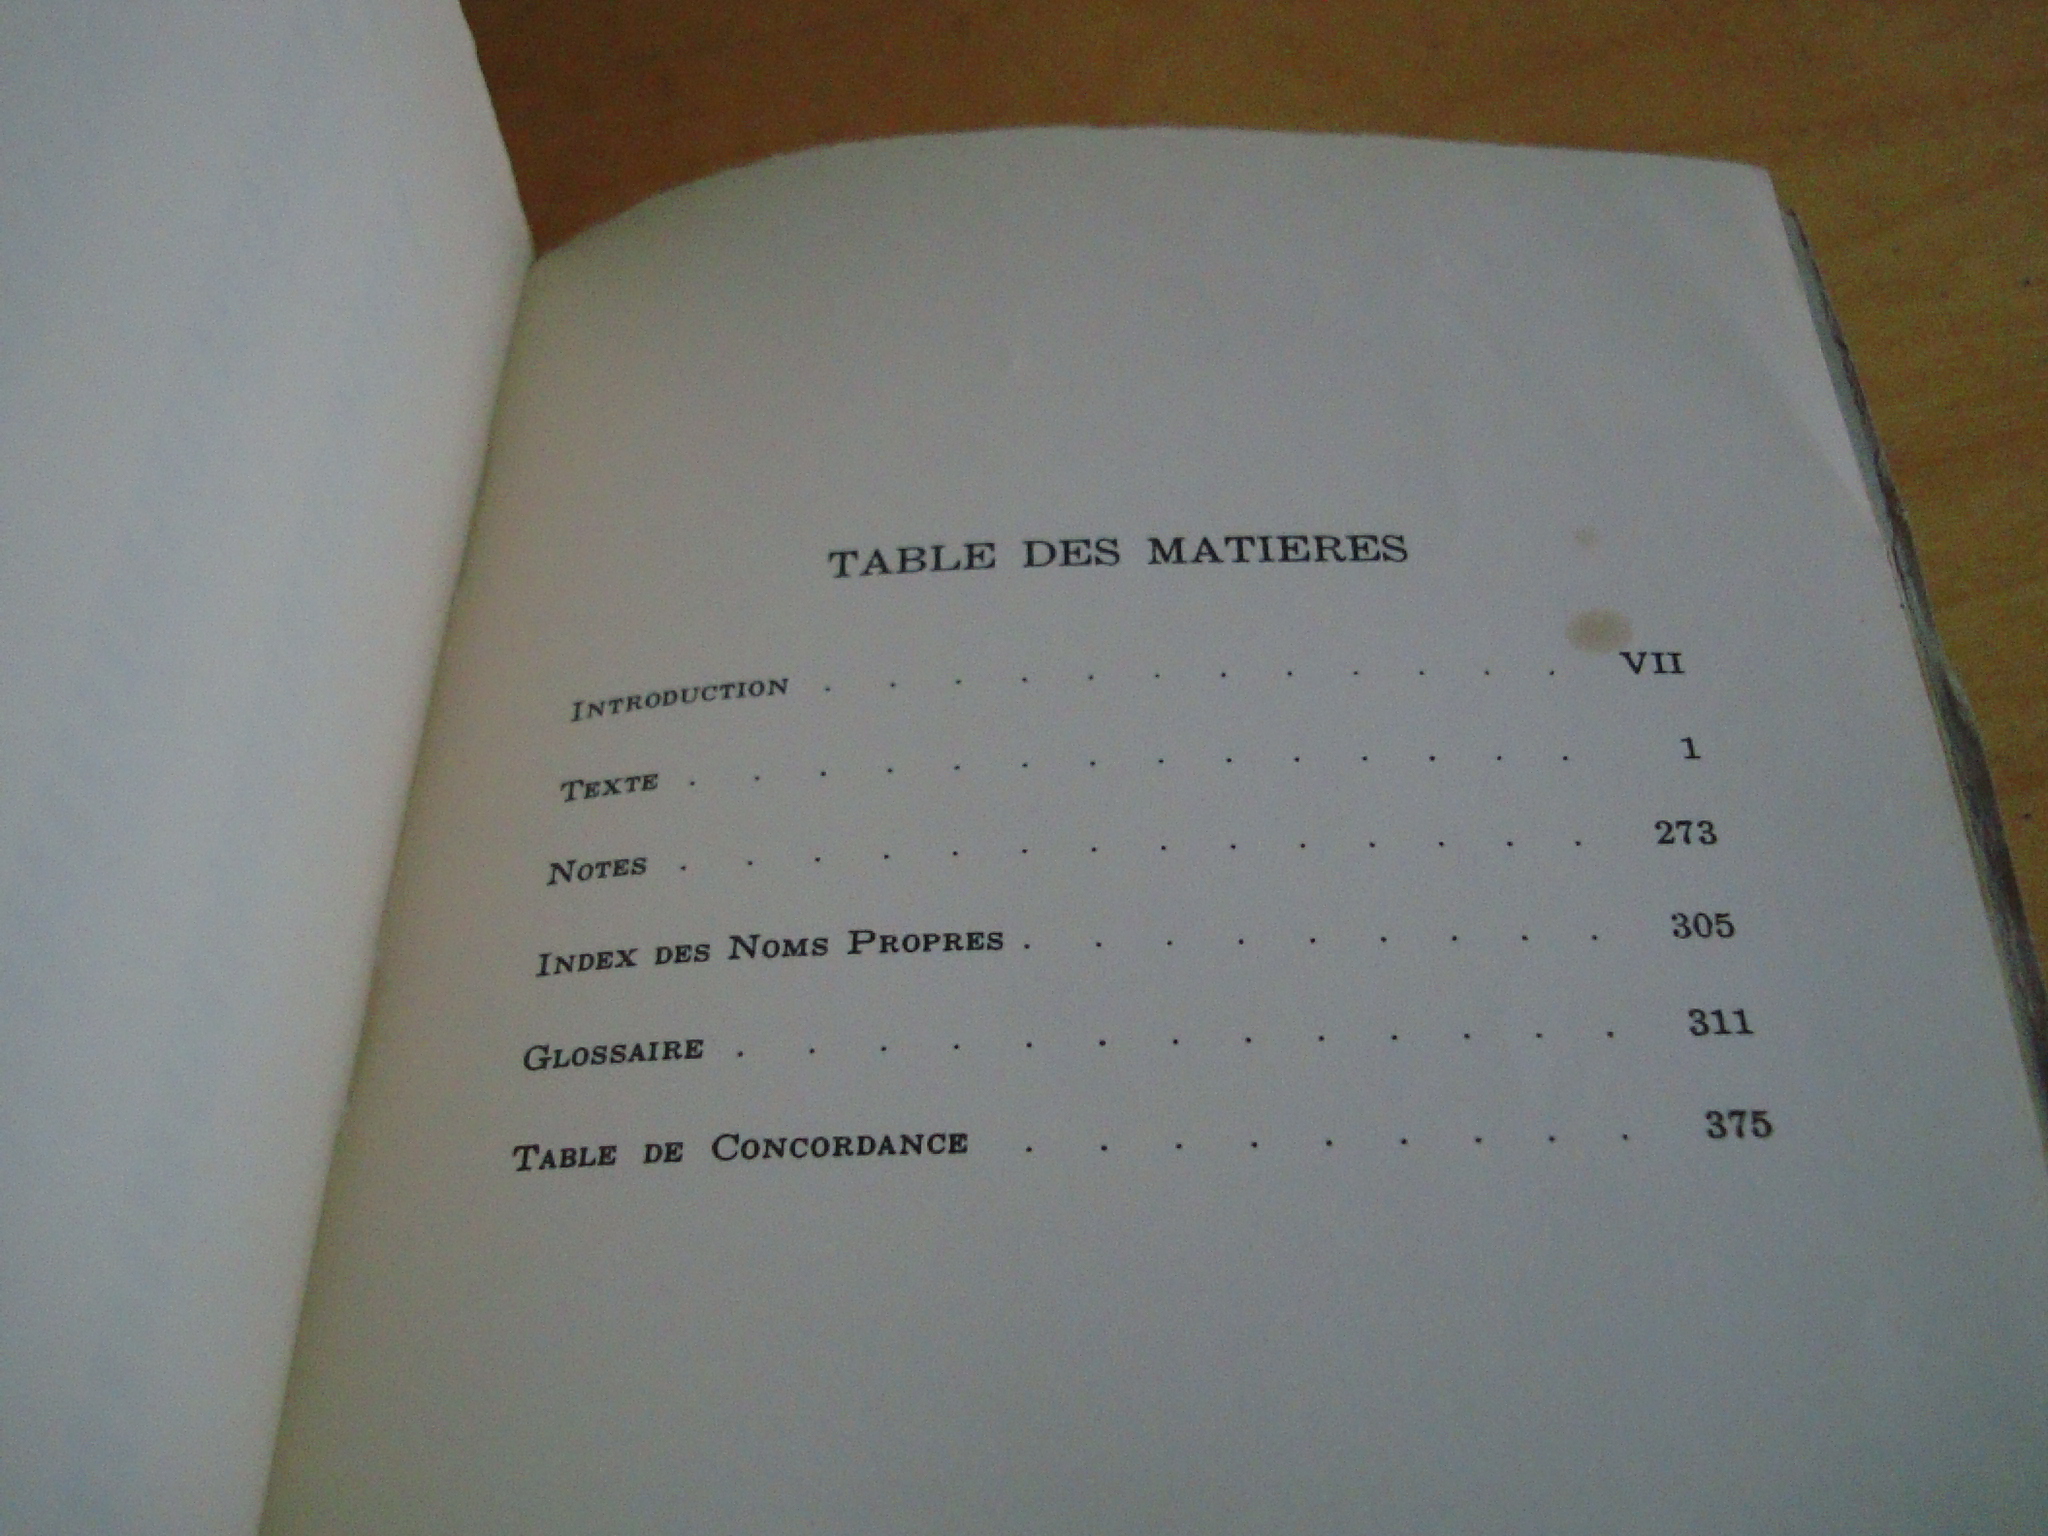 TABLE DES MATIERES
INTRODUCTION . . . . . . . . . . . . VII
TEXTE . . . . . . . . . . . . . . 1
NOTES . . . . . . . . . . . . . . 273
INDEX DES NOMS PROPRES . . . . . . . . . 305
GLOSSAIRE . . . . . . . . . . . . . 311
TABLE DE CONCORDANCE . . . . . . . . . 375